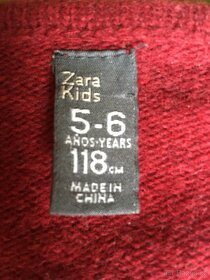 Zara
Kids
5-6
AÑOS·YEARS
118CM
MADE IN
CHINA